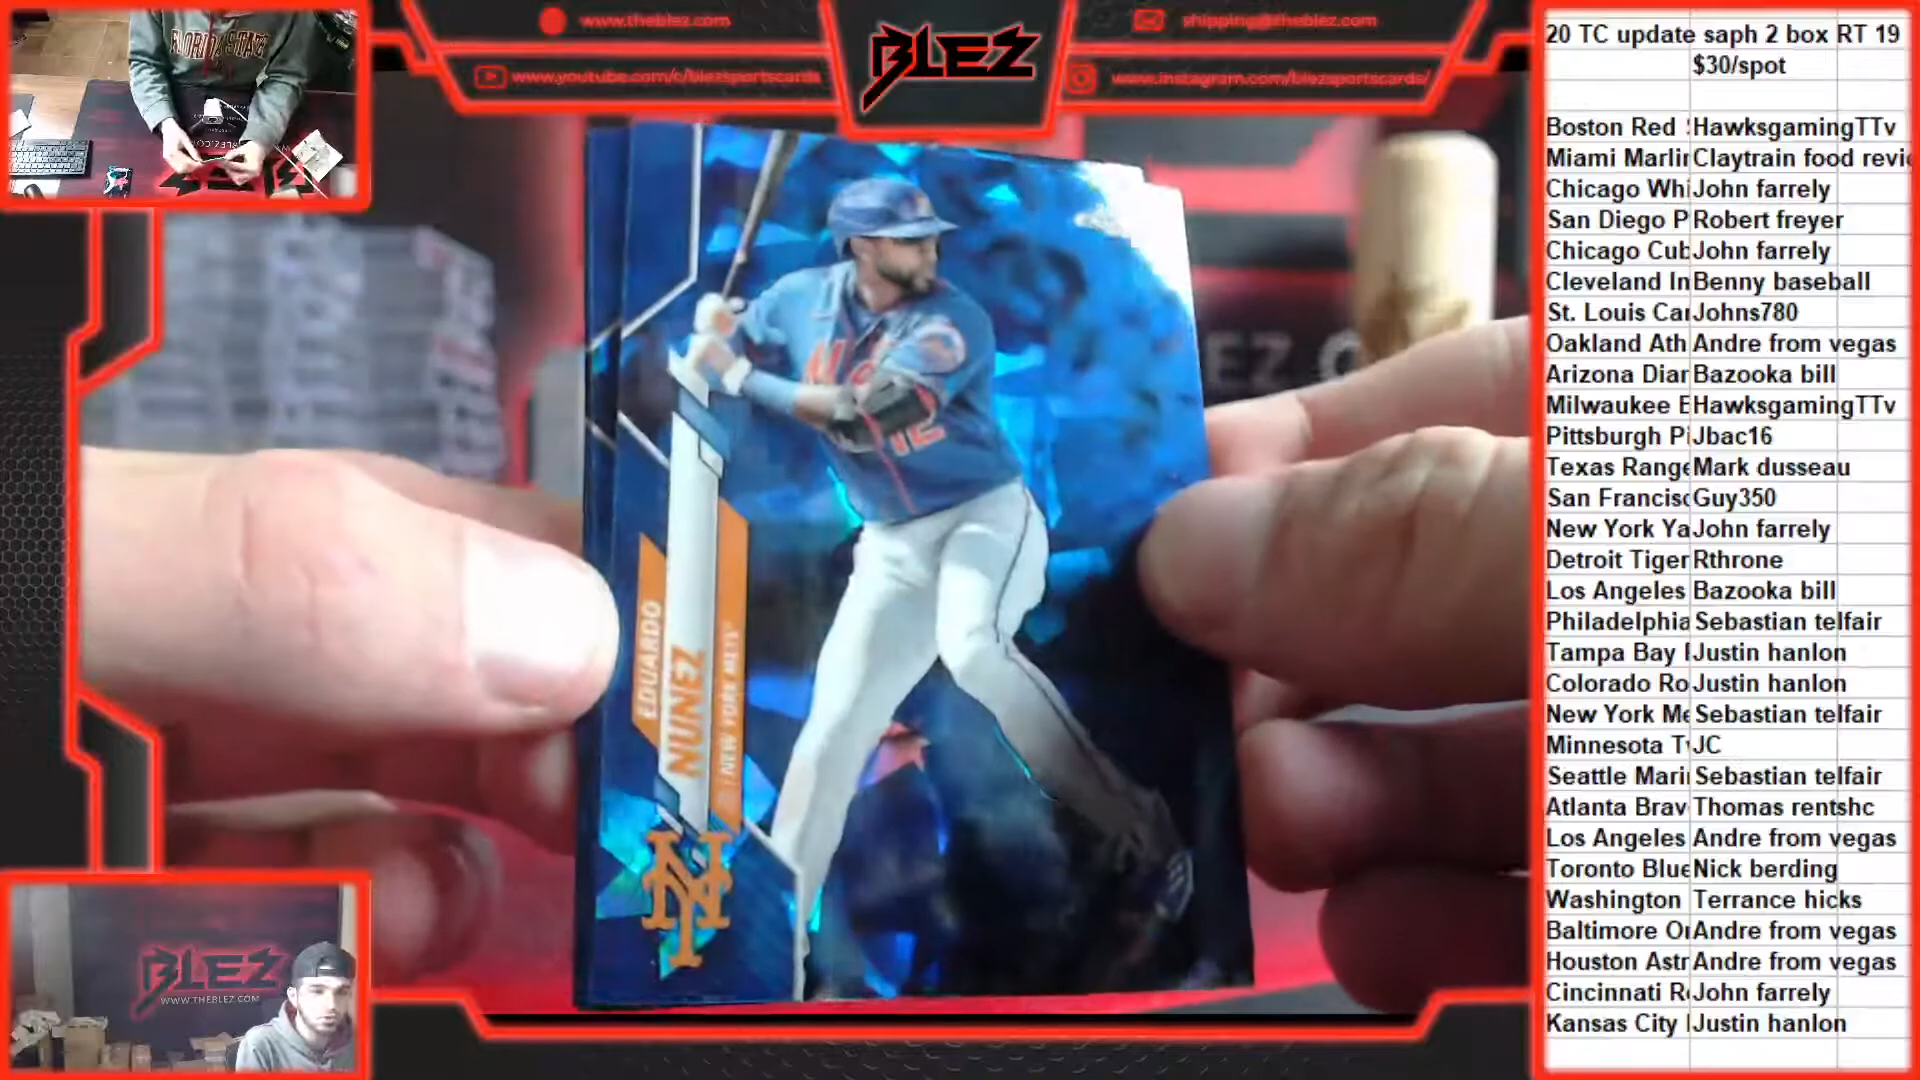 www.theblez.com
shipping@theblez.com
www.youtube.com/c/blezsportscards
www.instagram.com/blezsportscards/
BLEZ
FLORIDA STATE
EDUARDO
NUNEZ
NEW YORK METS
NY
12
BLEZ
WWW.THEBLEZ.COM
20 TC update saph 2 box RT 19
$30/spot
Boston Red HawksgamingTTv
Miami Marlin Claytrain food revi
Chicago Whi John farrely
San Diego P Robert freyer
Chicago Cub John farrely
Cleveland In Benny baseball
St. Louis Car Johns780
Oakland Ath Andre from vegas
Arizona Diar Bazooka bill
Milwaukee B HawksgamingTTv
Pittsburgh Pi Jbac16
Texas Range Mark dusseau
San Francisc Guy350
New York Ya John farrely
Detroit Tiger Rthrone
Los Angeles Bazooka bill
Philadelphia Sebastian telfair
Tampa Bay Justin hanlon
Colorado Ro Justin hanlon
New York Me Sebastian telfair
Minnesota Tw JC
Seattle Mari Sebastian telfair
Atlanta Brav Thomas rentshc
Los Angeles Andre from vegas
Toronto Blue Nick berding
Washington Terrance hicks
Baltimore Or Andre from vegas
Houston Astr Andre from vegas
Cincinnati R John farrely
Kansas City Justin hanlon